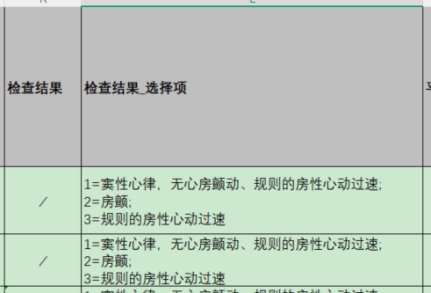 检查结果
检查结果_选择项
/
1=窦性心律，无心房颤动、规则的房性心动过速;
2=房颤;
3=规则的房性心动过速
/
1=窦性心律，无心房颤动、规则的房性心动过速;
2=房颤;
3=规则的房性心动过速